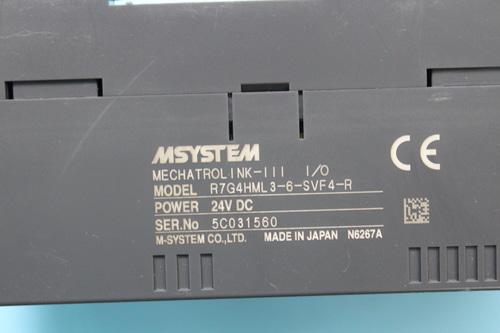 MSYSTEM
MECHATROLINK-III I/O
MODEL R7G4HML3-6-SVF4-R
POWER 24V DC
SER.No 5C031560
M-SYSTEM CO.,LTD. MADE IN JAPAN N6267A
CE